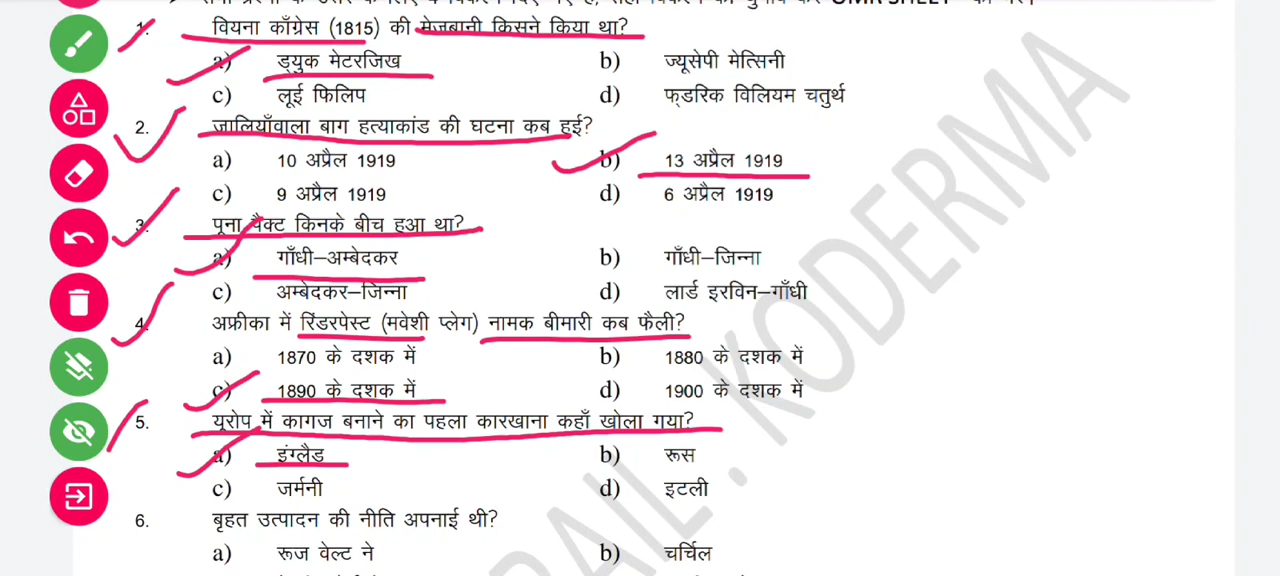 1. वियना काँग्रेस (1815) की मेजबानी किसने किया था?
a) ड्युक मेटरजिख b) ज्यूसेपी मेत्सिनी
c) लूई फिलिप d) फ्डरिक विलियम चतुर्थ
2. जालियाँवाला बाग हत्याकांड की घटना कब हुई?
a) 10 अप्रैल 1919 b) 13 अप्रैल 1919
c) 9 अप्रैल 1919 d) 6 अप्रैल 1919
3. पूना पैक्ट किनके बीच हुआ था?
a) गाँधी–अम्बेदकर b) गाँधी–जिन्ना
c) अम्बेदकर–जिन्ना d) लार्ड इरविन–गाँधी
4. अफ्रीका में रिंडरपेस्ट (मवेशी प्लेग) नामक बीमारी कब फैली?
a) 1870 के दशक में b) 1880 के दशक में
c) 1890 के दशक में d) 1900 के दशक में
5. यूरोप में कागज बनाने का पहला कारखाना कहाँ खोला गया?
a) इंग्लैड b) रूस
c) जर्मनी d) इटली
6. बृहत उत्पादन की नीति अपनाई थी?
a) रूज वेल्ट ने b) चर्चिल
RAIL . KODERMA